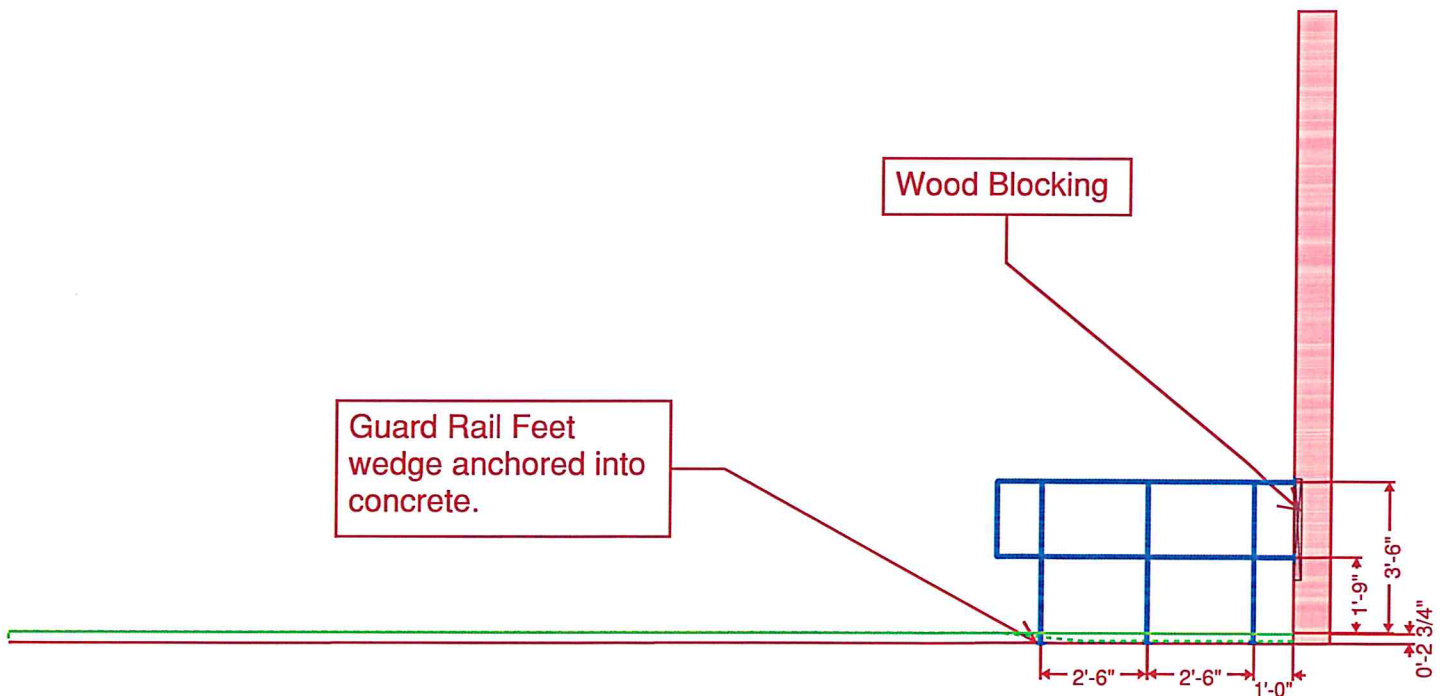 Wood Blocking
Guard Rail Feet
wedge anchored into
concrete.
3'-6"
1'-9"
0'-2 3/4"
2'-6"
2'-6"
1'-0"